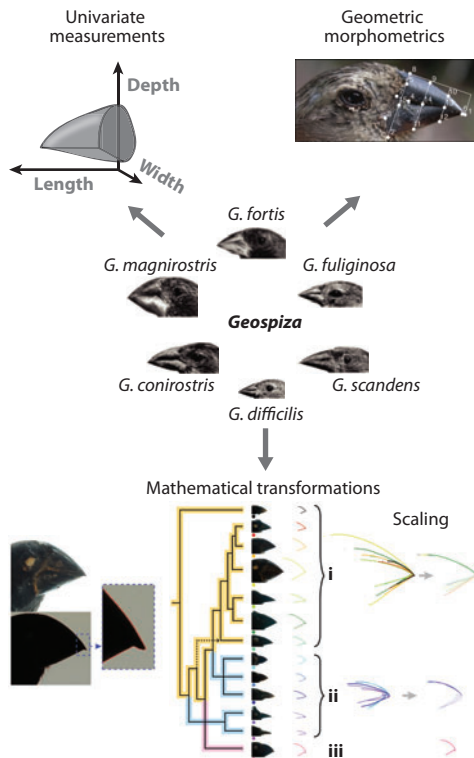 Univariate
measurements
Geometric
morphometrics
Depth
Width
Length
G. fortis
G. magnirostris
G. fuliginosa
Geospiza
G. conirostris
G. scandens
G. difficilis
Mathematical transformations
Scaling
i
ii
iii